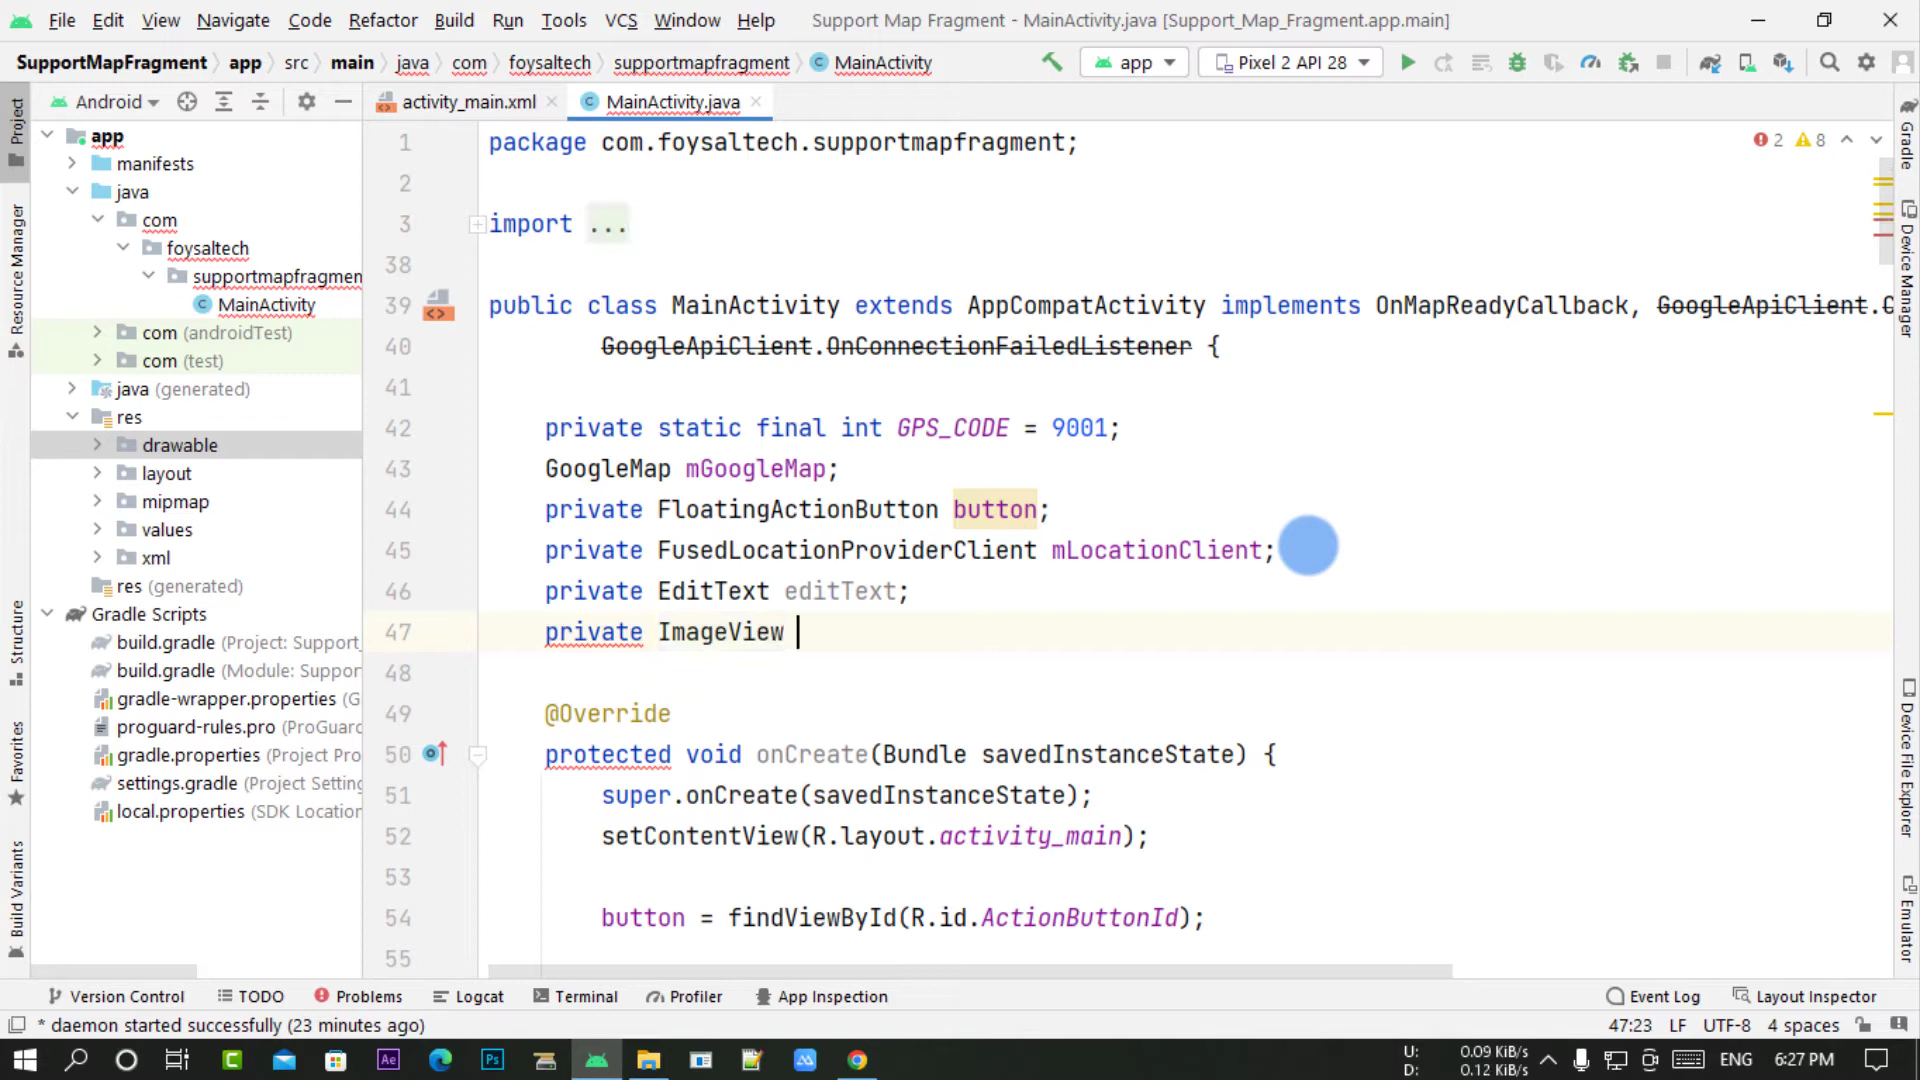 File Edit View Navigate Code Refactor Build Run Tools VCS Window Help Support Map Fragment - MainActivity.java [Support_Map_Fragment.app.main]
SupportMapFragment app src main java com foysaltech supportmapfragment MainActivity app Pixel 2 API 28
Android activity_main.xml MainActivity.java
Project
Resource Manager
Structure
Favorites
Build Variants
app
manifests
java
com
foysaltech
supportmapfragmen
MainActivity
com (androidTest)
com (test)
java (generated)
res
drawable
layout
mipmap
values
xml
res (generated)
Gradle Scripts
build.gradle (Project: Support_
build.gradle (Module: Suppor
gradle-wrapper.properties (G
proguard-rules.pro (ProGuard
gradle.properties (Project Pro
settings.gradle (Project Setting
local.properties (SDK Location
2 8
1 package com.foysaltech.supportmapfragment;
2
3 import ...
38
39 public class MainActivity extends AppCompatActivity implements OnMapReadyCallback, GoogleApiClient.
40 GoogleApiClient.OnConnectionFailedListener {
41
42 private static final int GPS_CODE = 9001;
43 GoogleMap mGoogleMap;
44 private FloatingActionButton button;
45 private FusedLocationProviderClient mLocationClient;
46 private EditText editText;
47 private ImageView
48
49 @Override
50 protected void onCreate(Bundle savedInstanceState) {
51 super.onCreate(savedInstanceState);
52 setContentView(R.layout.activity_main);
53
54 button = findViewById(R.id.ActionButtonId);
55
Gradle
Device Manager
Device File Explorer
Emulator
Version Control TODO Problems Logcat Terminal Profiler App Inspection Event Log Layout Inspector
* daemon started successfully (23 minutes ago) 47:23 LF UTF-8 4 spaces
U: 0.09 KiB/s
D: 0.12 KiB/s
ENG 6:27 PM